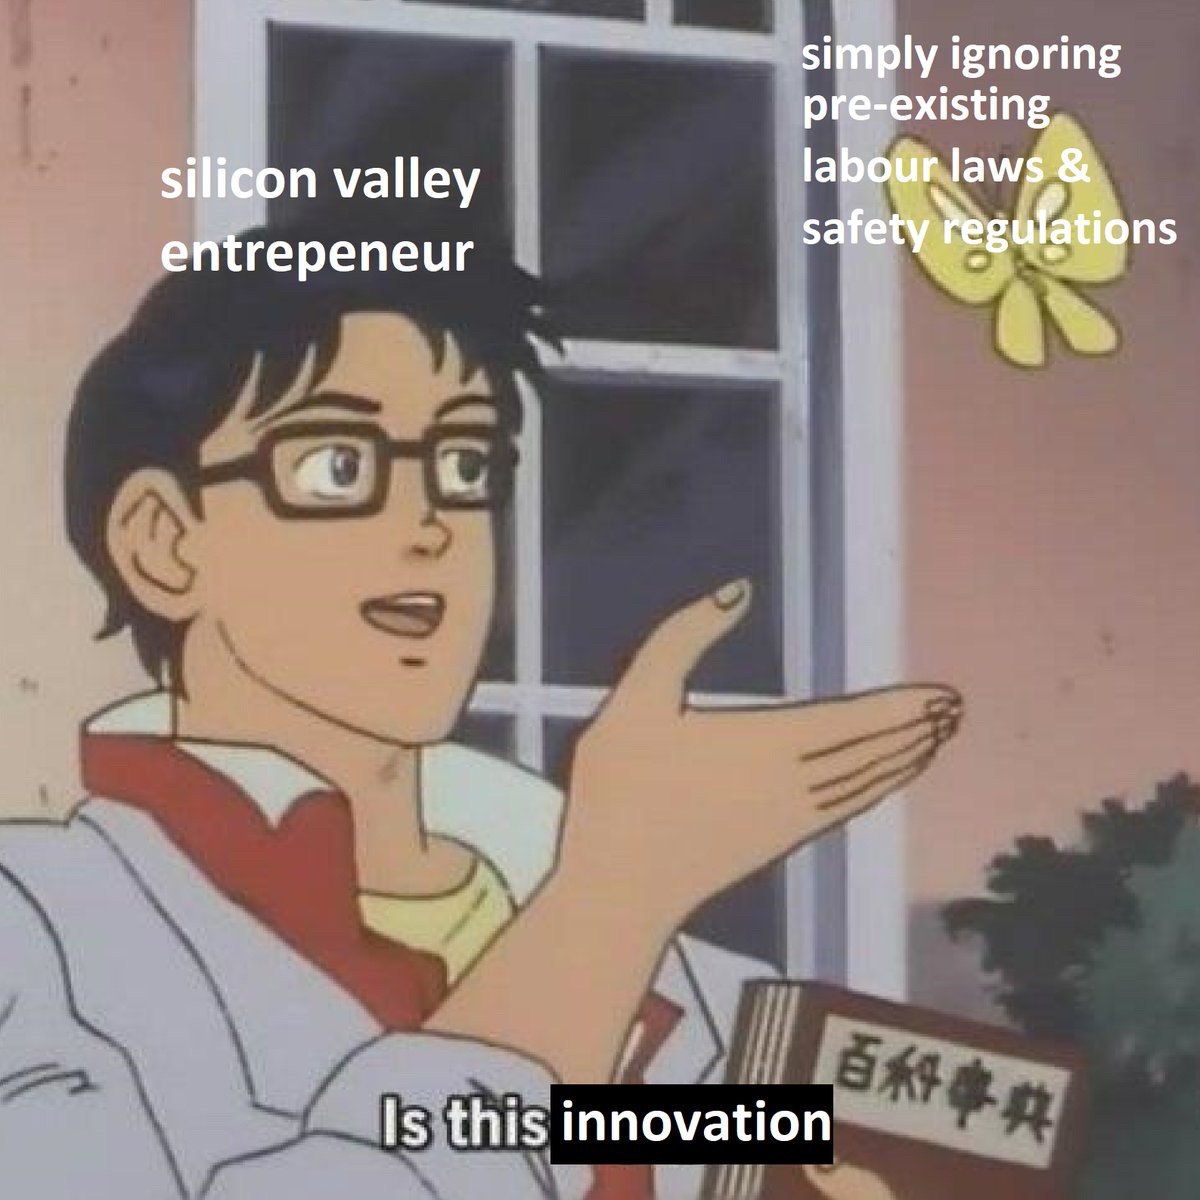 simply ignoring
pre-existing
labour laws &
safety regulations
silicon valley
entrepeneur
百科事典
Is this innovation